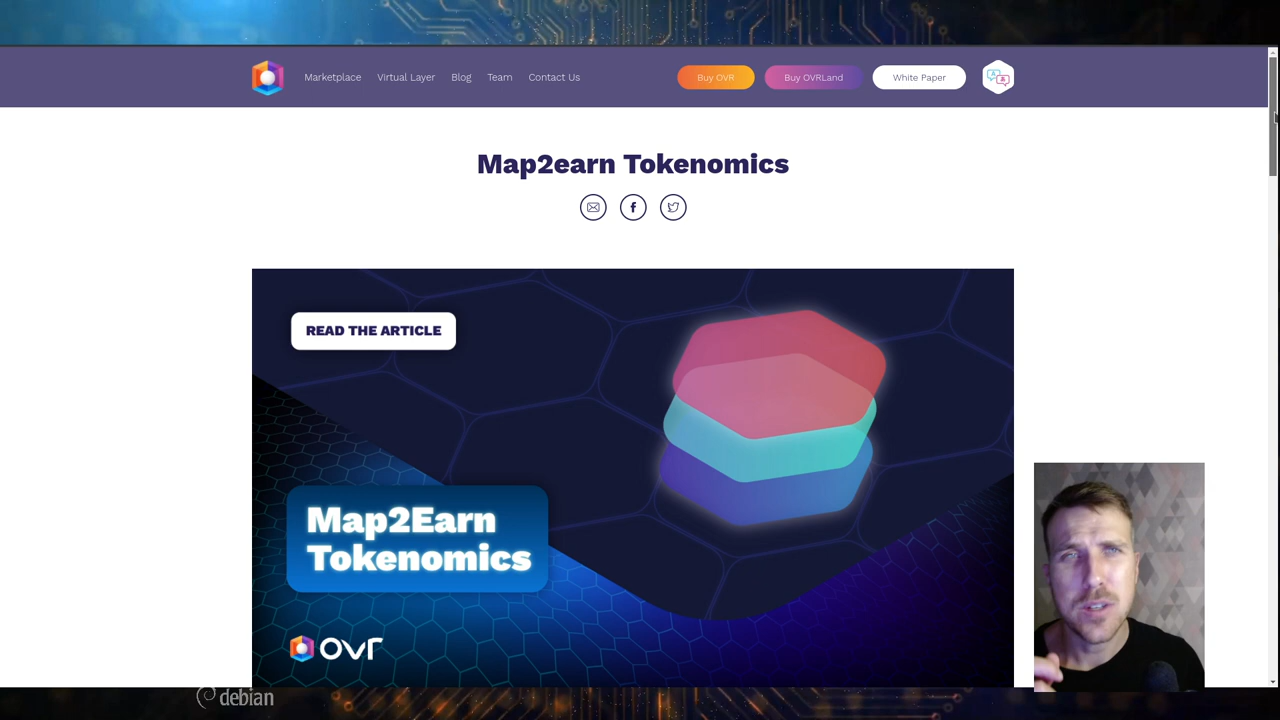 Marketplace Virtual Layer Blog Team Contact Us Buy OVR Buy OVRLand White Paper
Map2earn Tokenomics
READ THE ARTICLE
Map2Earn
Tokenomics
ovr
debian